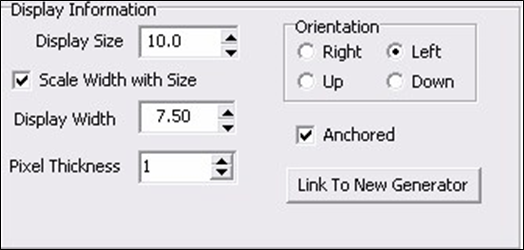 Display Information
Display Size 10.0
Scale Width with Size
Display Width 7.50
Pixel Thickness 1
Orientation
Right Left
Up Down
Anchored
Link To New Generator